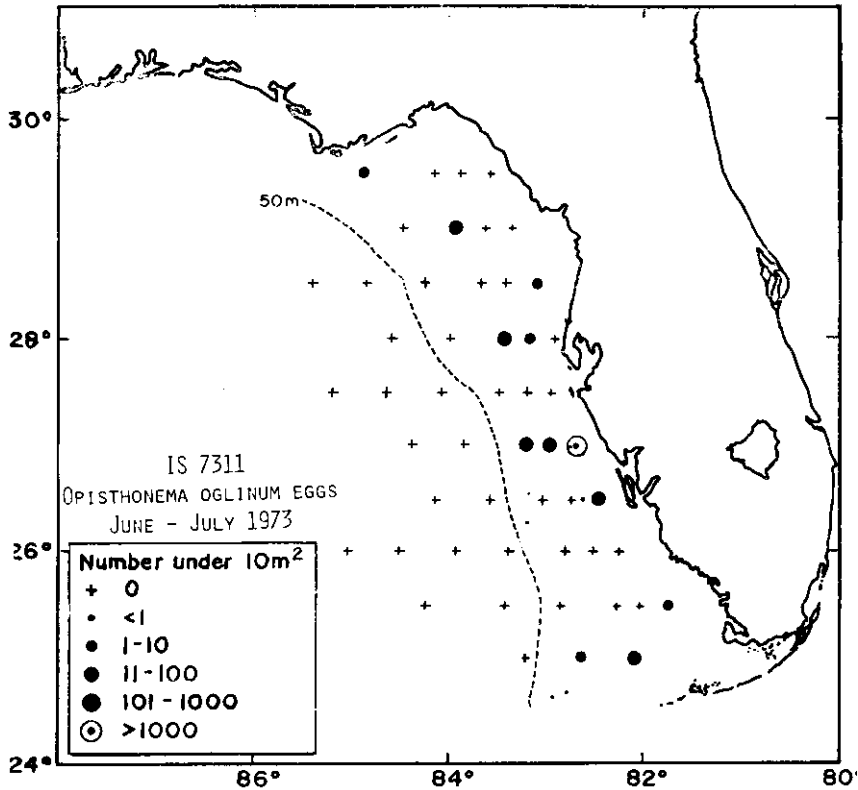 30°
50m
28°
IS 7311
OPISTHONEMA OGLINUM EGGS
JUNE - JULY 1973
26°
Number under 10m²
+ 0
• <1
● 1-10
● 11-100
● 101-1000
⊙ >1000
24°
86° 84° 82° 80°